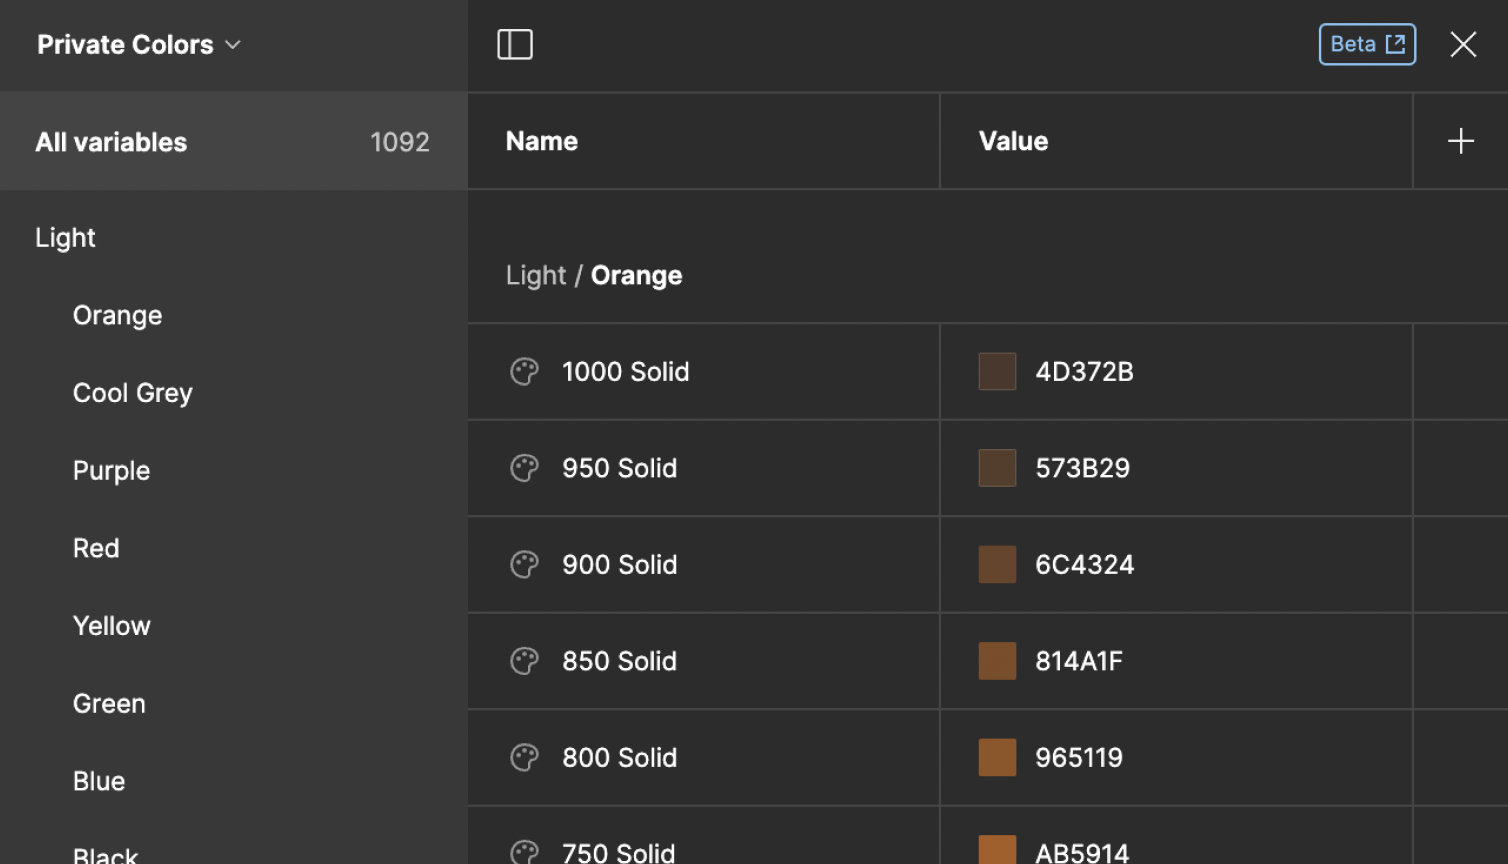 Private Colors
Beta
All variables 1092
Name Value
Light
Orange
Cool Grey
Purple
Red
Yellow
Green
Blue
Black
Light / Orange
1000 Solid 4D372B
950 Solid 573B29
900 Solid 6C4324
850 Solid 814A1F
800 Solid 965119
750 Solid AB5914